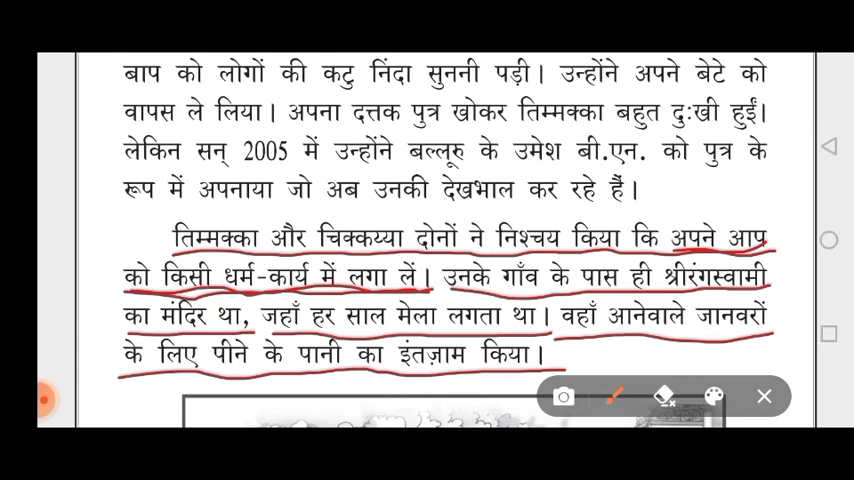 बाप को लोगों की कटु निंदा सुननी पड़ी। उन्होंने अपने बेटे को
वापस ले लिया। अपना दत्तक पुत्र खोकर तिम्मक्का बहुत दुःखी हुईं।
लेकिन सन् 2005 में उन्होंने बल्लूरु के उमेश बी.एन. को पुत्र के
रूप में अपनाया जो अब उनकी देखभाल कर रहे हैं।
तिम्मक्का और चिक्कय्या दोनों ने निश्चय किया कि अपने आप
को किसी धर्म-कार्य में लगा लें। उनके गाँव के पास ही श्रीरंगस्वामी
का मंदिर था, जहाँ हर साल मेला लगता था। वहाँ आनेवाले जानवरों
के लिए पीने के पानी का इंतज़ाम किया।